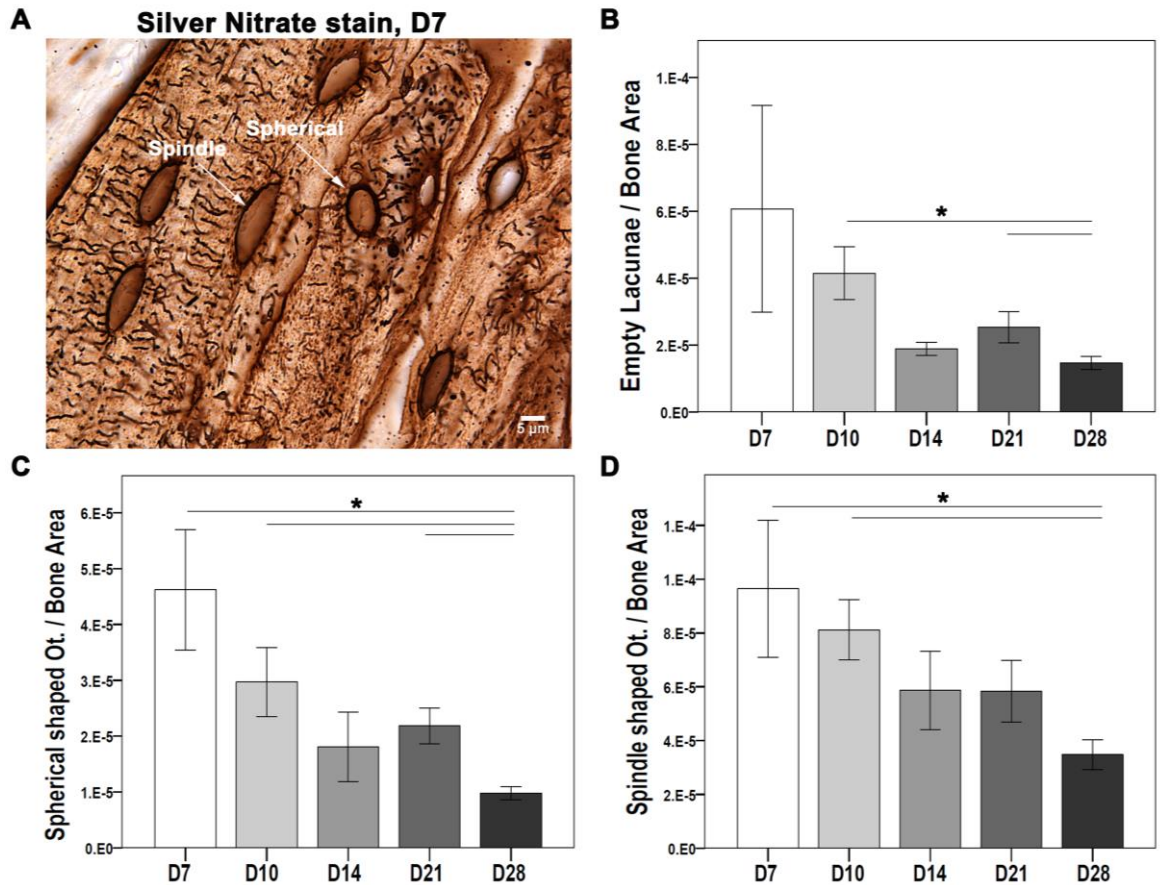 A
Silver Nitrate stain, D7
Spherical
Spindle
5 µm
B
Empty Lacunae / Bone Area
1.E-4
8.E-5
6.E-5
4.E-5
2.E-5
0.E0
*
D7 D10 D14 D21 D28
C
Spherical shaped Ot. / Bone Area
6.E-5
5.E-5
4.E-5
3.E-5
2.E-5
1.E-5
0.E0
*
D7 D10 D14 D21 D28
D
Spindle shaped Ot. / Bone Area
1.E-4
1.E-4
8.E-5
6.E-5
4.E-5
2.E-5
0.E0
*
D7 D10 D14 D21 D28